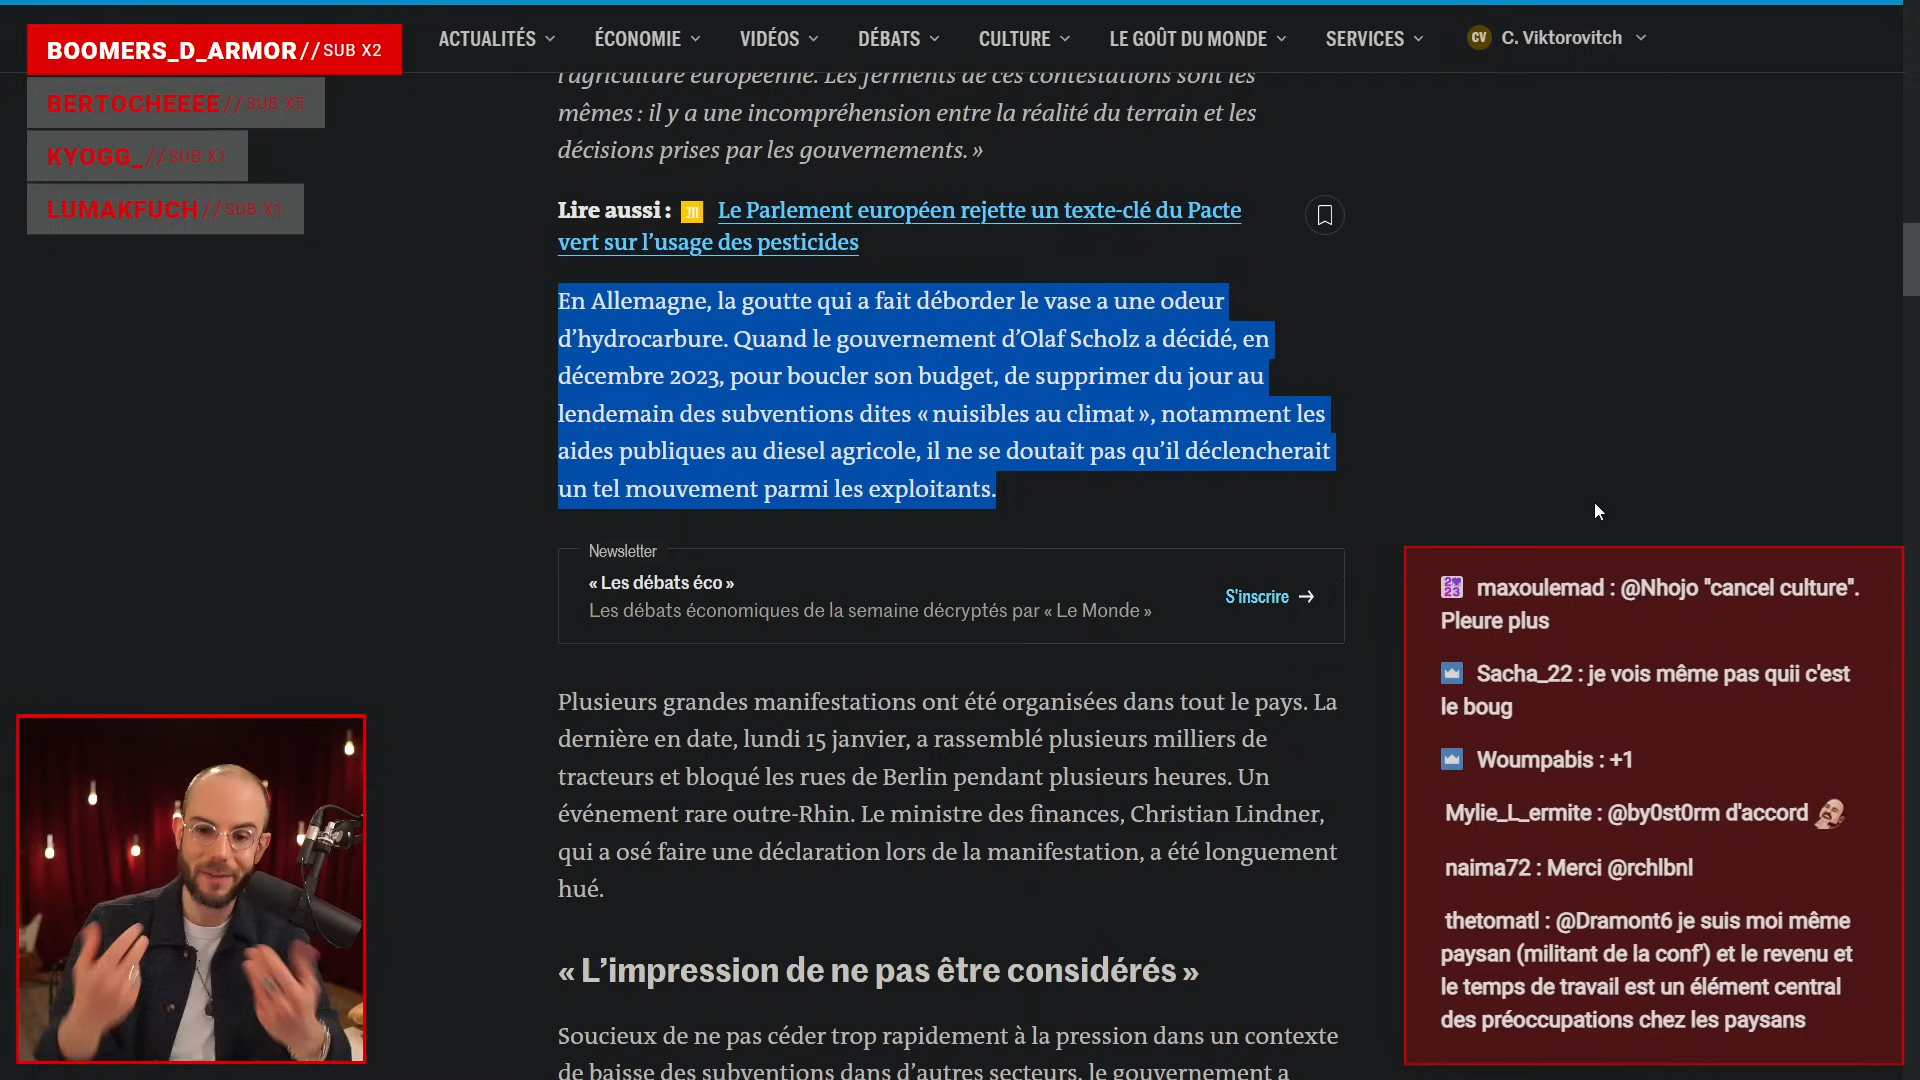 BOOMERS_D_ARMOR // SUB X2
BERTOCHEEEE // SUB X5
KYOGG_ // SUB X1
LUMAKFUCH // SUB X1
ACTUALITÉS ÉCONOMIE VIDÉOS DÉBATS CULTURE LE GOÛT DU MONDE SERVICES CV C. Viktorovitch
l'agriculture européenne. Les ferments de ces contestations sont les
mêmes : il y a une incompréhension entre la réalité du terrain et les
décisions prises par les gouvernements. »
Lire aussi : Le Parlement européen rejette un texte-clé du Pacte
vert sur l’usage des pesticides
En Allemagne, la goutte qui a fait déborder le vase a une odeur
d’hydrocarbure. Quand le gouvernement d’Olaf Scholz a décidé, en
décembre 2023, pour boucler son budget, de supprimer du jour au
lendemain des subventions dites « nuisibles au climat », notamment les
aides publiques au diesel agricole, il ne se doutait pas qu’il déclencherait
un tel mouvement parmi les exploitants.
Newsletter
« Les débats éco »
Les débats économiques de la semaine décryptés par « Le Monde »
S'inscrire →
Plusieurs grandes manifestations ont été organisées dans tout le pays. La
dernière en date, lundi 15 janvier, a rassemblé plusieurs milliers de
tracteurs et bloqué les rues de Berlin pendant plusieurs heures. Un
événement rare outre-Rhin. Le ministre des finances, Christian Lindner,
qui a osé faire une déclaration lors de la manifestation, a été longuement
hué.
« L’impression de ne pas être considérés »
Soucieux de ne pas céder trop rapidement à la pression dans un contexte
de baisse des subventions dans d’autres secteurs, le gouvernement a
2023 maxoulemad : @Nhojo "cancel culture".
Pleure plus
Sacha_22 : je vois même pas quii c'est
le boug
Woumpabis : +1
Mylie_L_ermite : @by0st0rm d'accord
naima72 : Merci @rchlbnl
thetomatl : @Dramont6 je suis moi même
paysan (militant de la conf') et le revenu et
le temps de travail est un élément central
des préoccupations chez les paysans